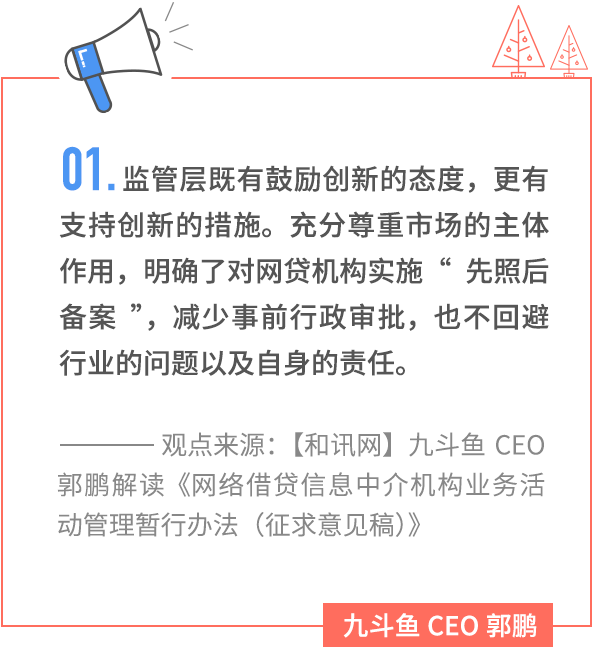 01. 监管层既有鼓励创新的态度，更有
支持创新的措施。充分尊重市场的主体
作用，明确了对网贷机构实施“ 先照后
备案 ”，减少事前行政审批，也不回避
行业的问题以及自身的责任。
———— 观点来源：【和讯网】九斗鱼 CEO
郭鹏解读《网络借贷信息中介机构业务活
动管理暂行办法（征求意见稿）》
九斗鱼 CEO 郭鹏